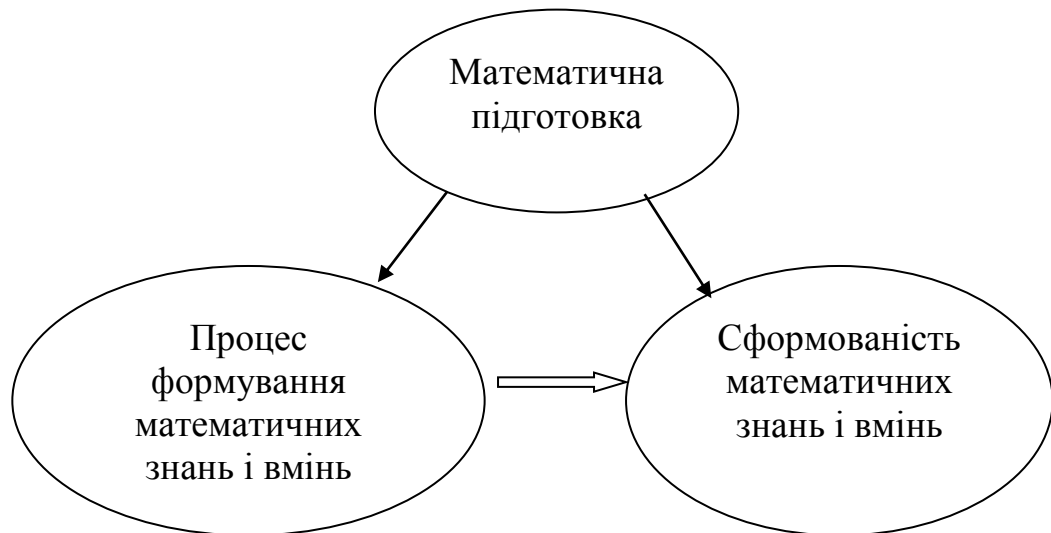 Математична
підготовка
Процес
формування
математичних
знань і вмінь
Сформованість
математичних
знань і вмінь